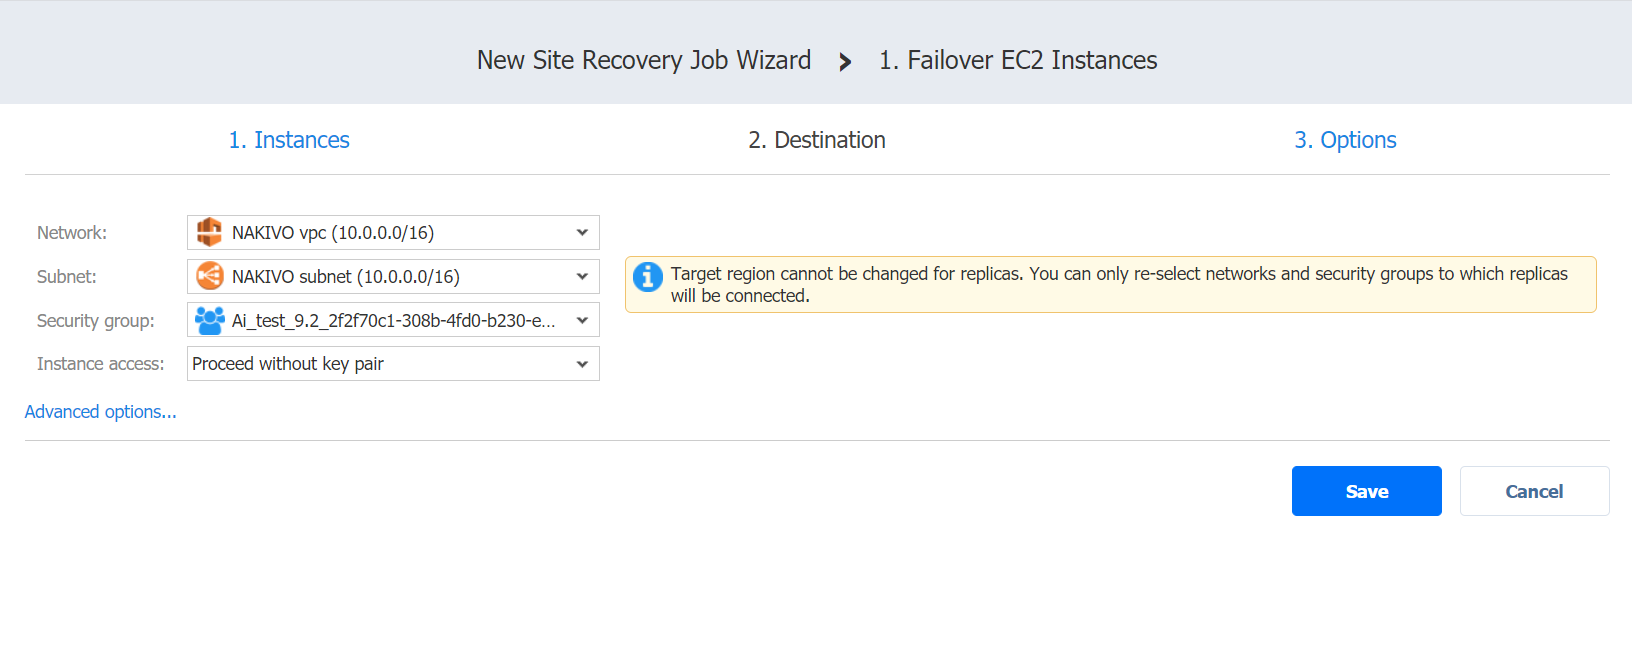 New Site Recovery Job Wizard > 1. Failover EC2 Instances
1. Instances 2. Destination 3. Options
Network: NAKIVO vpc (10.0.0.0/16)
Subnet: NAKIVO subnet (10.0.0.0/16)
Security group: Ai_test_9.2_2f2f70c1-308b-4fd0-b230-e...
Instance access: Proceed without key pair
Target region cannot be changed for replicas. You can only re-select networks and security groups to which replicas
will be connected.
Advanced options...
Save Cancel